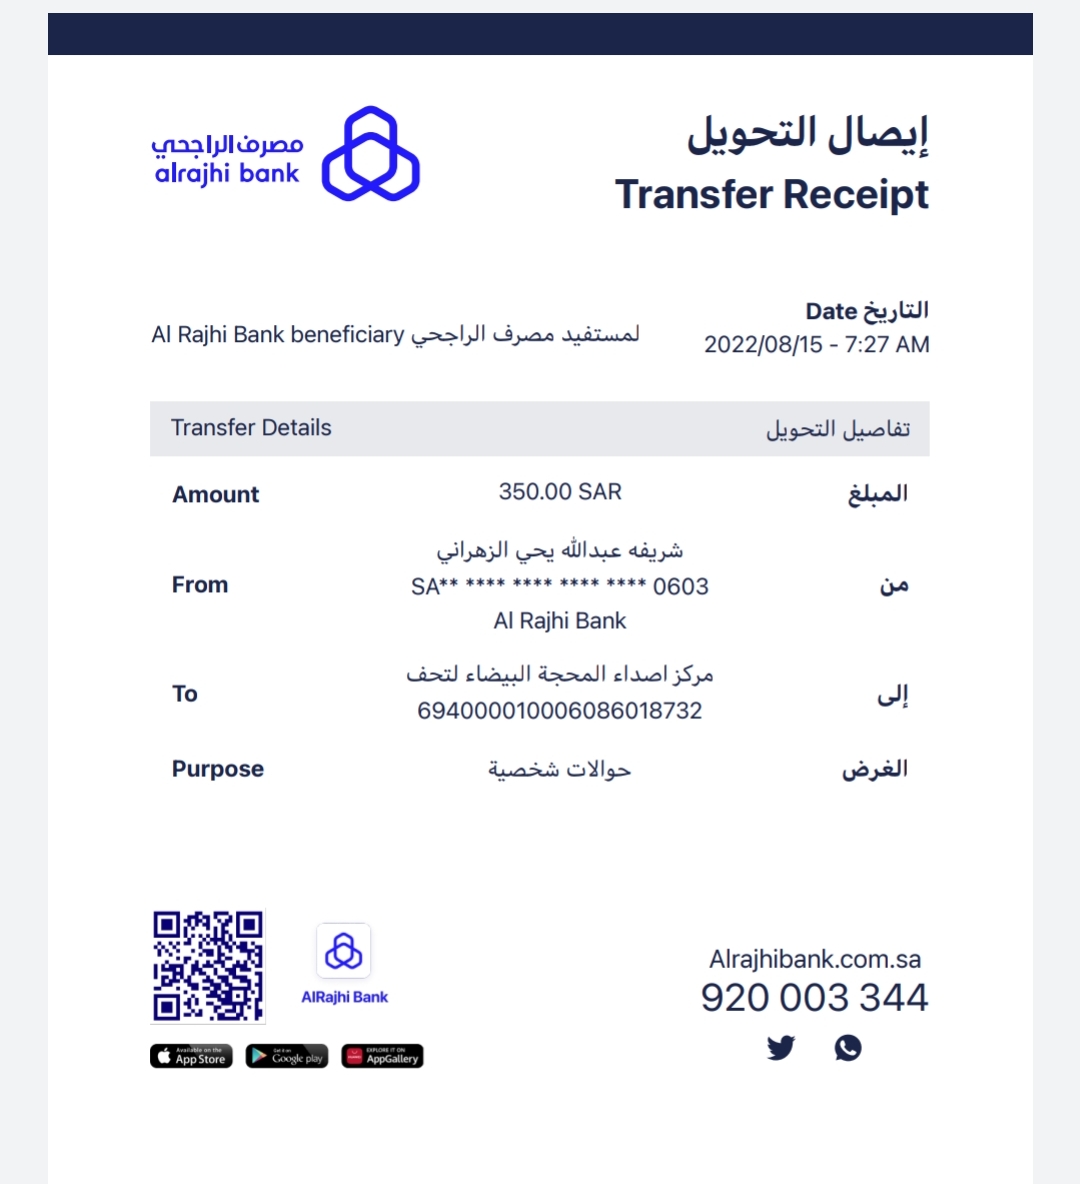 مصرف الراجحي
alrajhi bank
إيصال التحويل
Transfer Receipt
التاريخ Date
2022/08/15 - 7:27 AM
Al Rajhi Bank beneficiary لمستفيد مصرف الراجحي
Transfer Details تفاصيل التحويل
Amount 350.00 SAR المبلغ
شريفه عبدالله يحي الزهراني
From SA** **** **** **** **** 0603 من
Al Rajhi Bank
مركز اصداء المحجة البيضاء لتحف
To إلى
694000010006086018732
Purpose حوالات شخصية الغرض
AlRajhi Bank
Available on the
App Store
Get it on
Google play
EXPLORE IT ON
AppGallery
Alrajhibank.com.sa
920 003 344